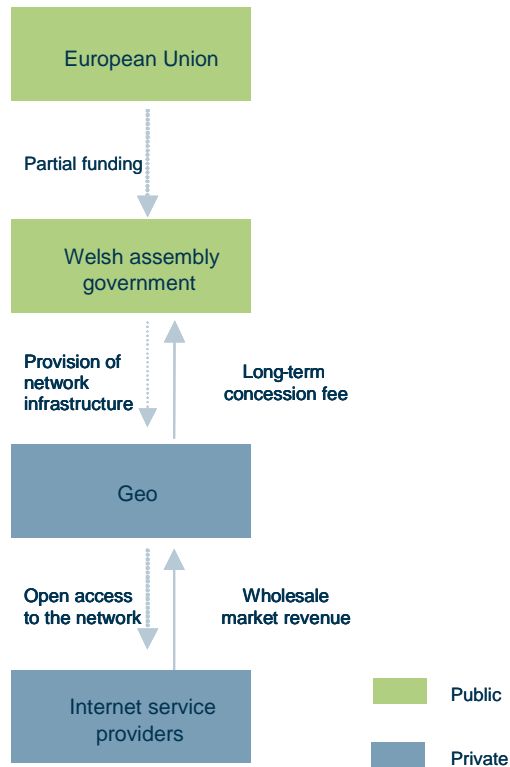 European Union
Partial funding
Welsh assembly
government
Provision of
network
infrastructure
Long-term
concession fee
Geo
Open access
to the network
Wholesale
market revenue
Internet service
providers
Public
Private